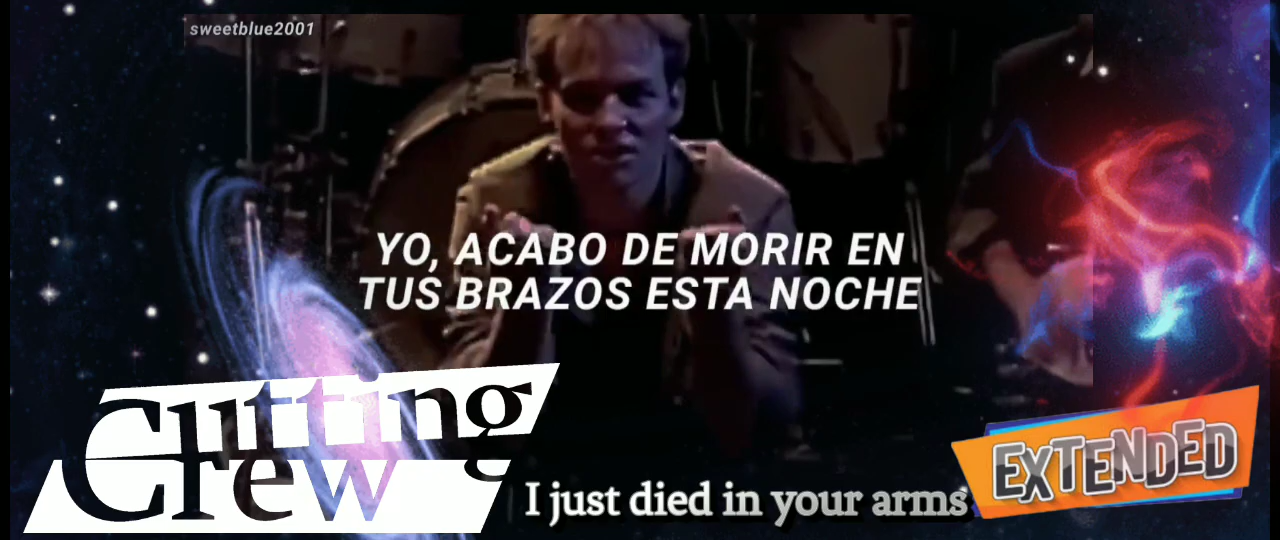 sweetblue2001
YO, ACABO DE MORIR EN
TUS BRAZOS ESTA NOCHE
Cutting
Crew
I just died in your arms
EXTENDED